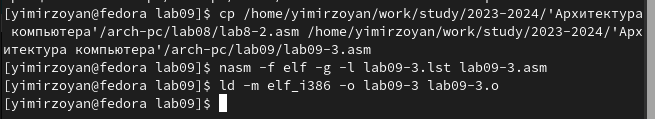 [yimirzoyan@fedora lab09]$ cp /home/yimirzoyan/work/study/2023-2024/'Архитектура
 компьютера'/arch-pc/lab08/lab8-2.asm /home/yimirzoyan/work/study/2023-2024/'Арх
итектура компьютера'/arch-pc/lab09/lab09-3.asm
[yimirzoyan@fedora lab09]$ nasm -f elf -g -l lab09-3.lst lab09-3.asm
[yimirzoyan@fedora lab09]$ ld -m elf_i386 -o lab09-3 lab09-3.o
[yimirzoyan@fedora lab09]$